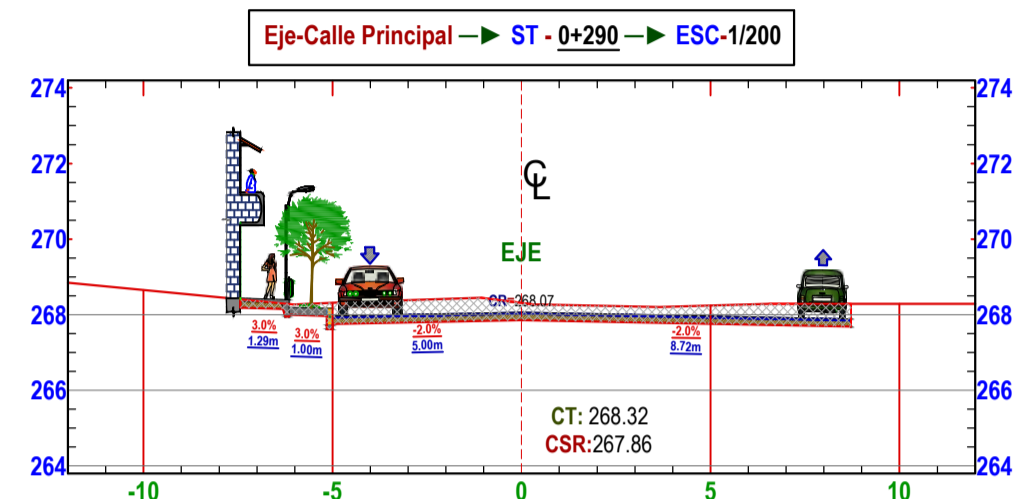 Eje-Calle Principal → ST - 0+290 → ESC-1/200
274 274
272 272
270 270
268 268
266 266
264 264
CL
EJE
CR=268.07
3.0%
1.29m
3.0%
1.00m
-2.0%
5.00m
-2.0%
8.72m
CT: 268.32
CSR:267.86
-10 -5 0 5 10